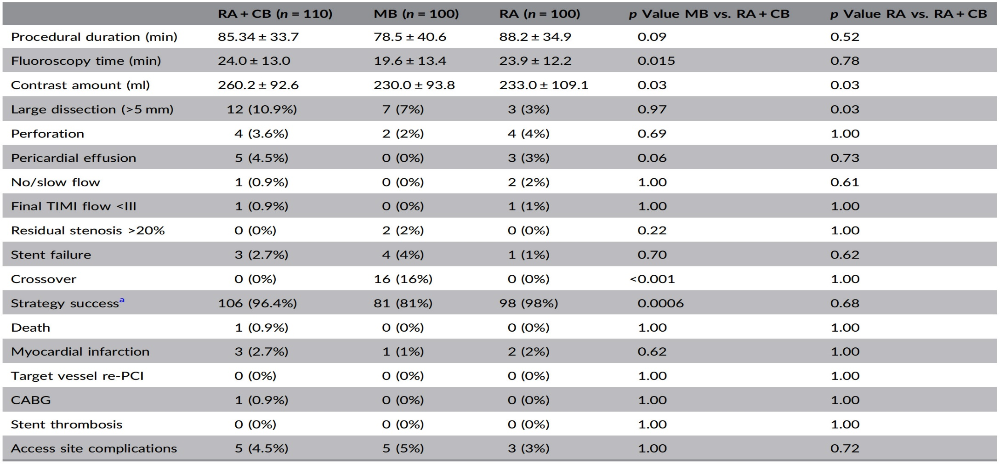 RA + CB (n = 110) MB (n = 100) RA (n = 100) p Value MB vs. RA + CB p Value RA vs. RA + CB
Procedural duration (min) 85.34 ± 33.7 78.5 ± 40.6 88.2 ± 34.9 0.09 0.52
Fluoroscopy time (min) 24.0 ± 13.0 19.6 ± 13.4 23.9 ± 12.2 0.015 0.78
Contrast amount (ml) 260.2 ± 92.6 230.0 ± 93.8 233.0 ± 109.1 0.03 0.03
Large dissection (>5 mm) 12 (10.9%) 7 (7%) 3 (3%) 0.97 0.03
Perforation 4 (3.6%) 2 (2%) 4 (4%) 0.69 1.00
Pericardial effusion 5 (4.5%) 0 (0%) 3 (3%) 0.06 0.73
No/slow flow 1 (0.9%) 0 (0%) 2 (2%) 1.00 0.61
Final TIMI flow <III 1 (0.9%) 0 (0%) 1 (1%) 1.00 1.00
Residual stenosis >20% 0 (0%) 2 (2%) 0 (0%) 0.22 1.00
Stent failure 3 (2.7%) 4 (4%) 1 (1%) 0.70 0.62
Crossover 0 (0%) 16 (16%) 0 (0%) <0.001 1.00
Strategy successᵃ 106 (96.4%) 81 (81%) 98 (98%) 0.0006 0.68
Death 1 (0.9%) 0 (0%) 0 (0%) 1.00 1.00
Myocardial infarction 3 (2.7%) 1 (1%) 2 (2%) 0.62 1.00
Target vessel re-PCI 0 (0%) 0 (0%) 0 (0%) 1.00 1.00
CABG 1 (0.9%) 0 (0%) 0 (0%) 1.00 1.00
Stent thrombosis 0 (0%) 0 (0%) 0 (0%) 1.00 1.00
Access site complications 5 (4.5%) 5 (5%) 3 (3%) 1.00 0.72